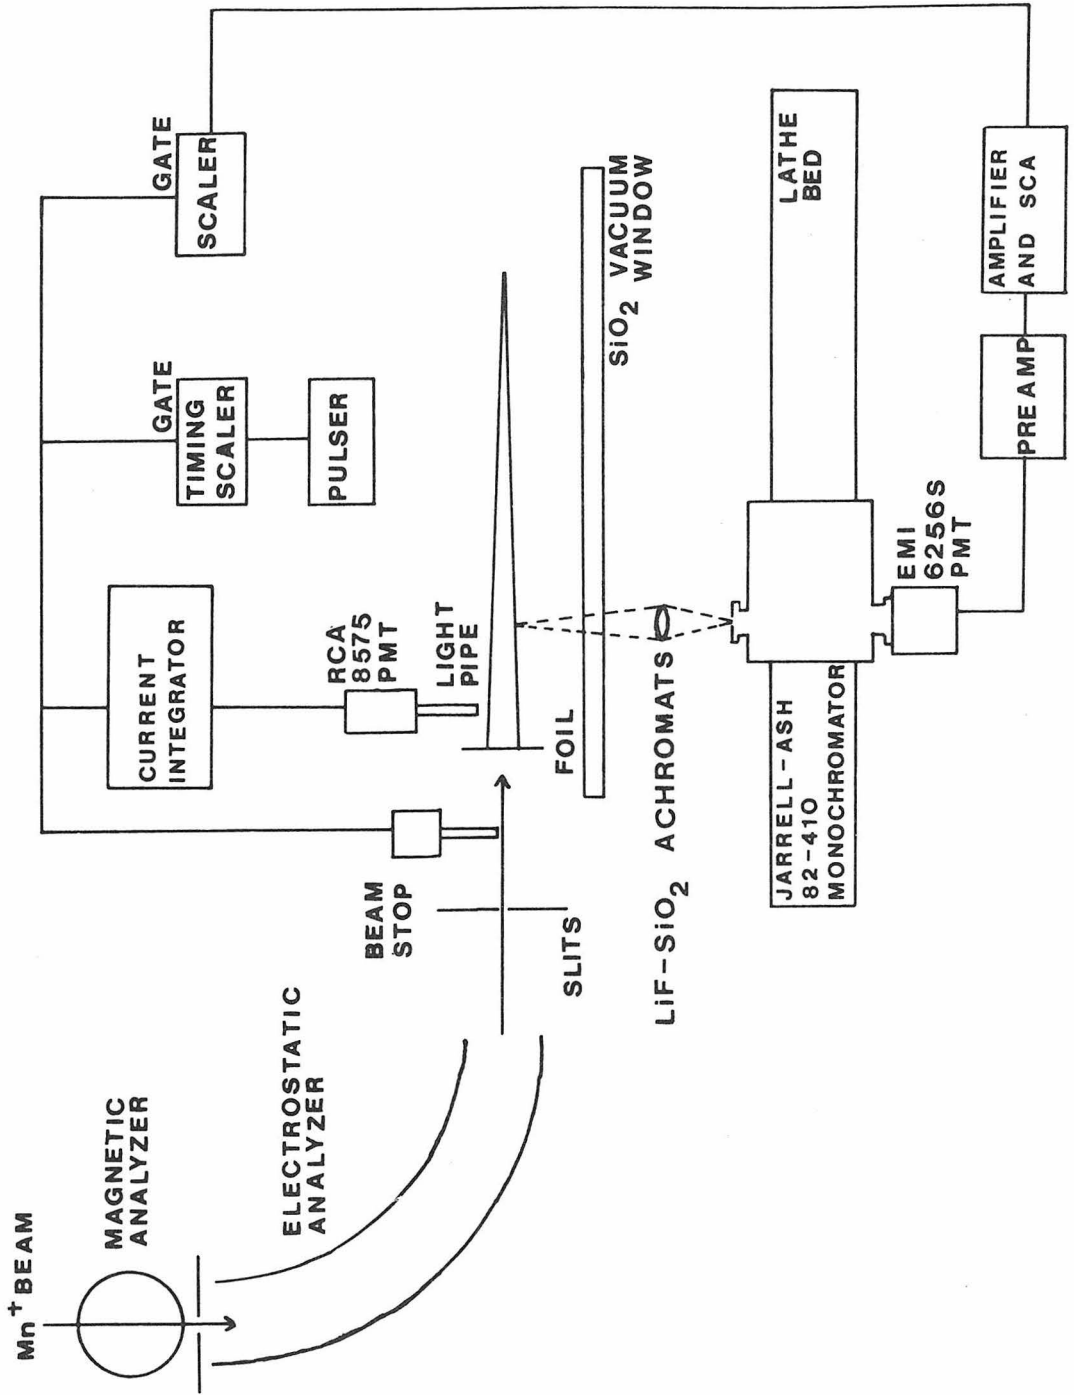 Mn+ BEAM
MAGNETIC
ANALYZER
ELECTROSTATIC
ANALYZER
BEAM
STOP
SLITS
CURRENT
INTEGRATOR
RCA
8575
PMT
LIGHT
PIPE
FOIL
GATE
TIMING
SCALER
PULSER
GATE
SCALER
SiO2 VACUUM
WINDOW
LiF-SiO2 ACHROMATS
JARRELL-ASH
82-410
MONOCHROMATOR
LATHE
BED
EMI
6256S
PMT
PREAMP
AMPLIFIER
AND SCA